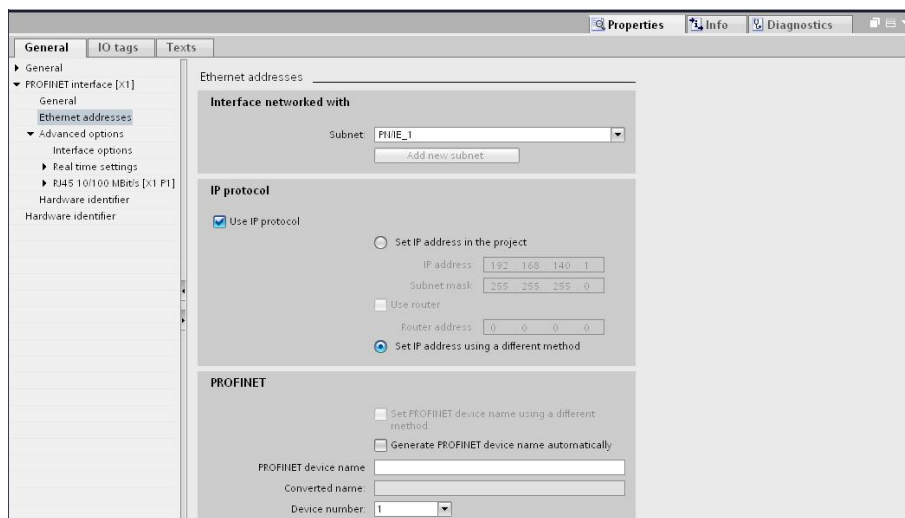 Properties Info Diagnostics
General IO tags Texts
General
PROFINET interface [X1]
General
Ethernet addresses
Advanced options
Interface options
Real time settings
RJ45 10/100 MBit/s [X1 P1]
Hardware identifier
Hardware identifier
Ethernet addresses
Interface networked with
Subnet: PN/IE_1
Add new subnet
IP protocol
Use IP protocol
Set IP address in the project
IP address: 192 . 168 . 140 . 1
Subnet mask: 255 . 255 . 255 . 0
Use router
Router address: 0 . 0 . 0 . 0
Set IP address using a different method
PROFINET
Set PROFINET device name using a different
method.
Generate PROFINET device name automatically
PROFINET device name
Converted name:
Device number: 1